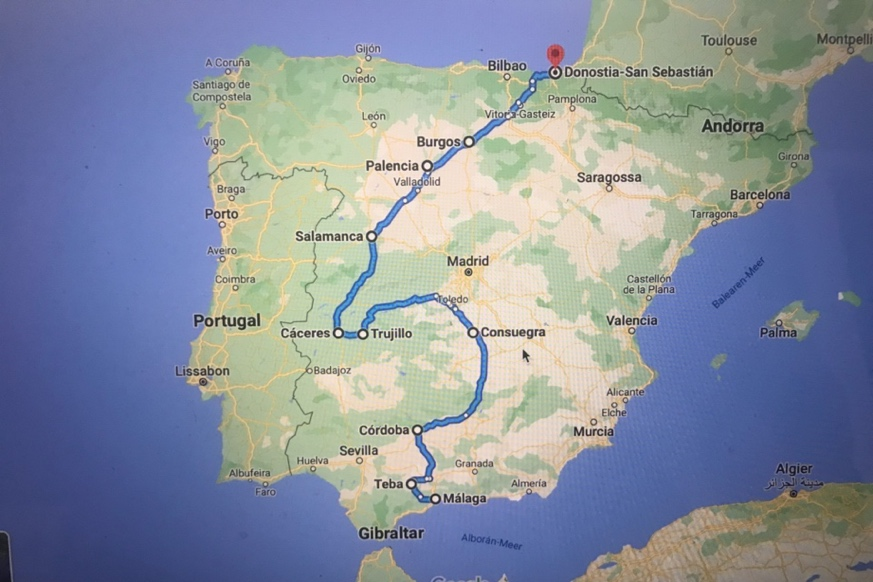 Toulouse
Montpelli
Gijón
A Coruña
Oviedo
Bilbao
Donostia-San Sebastián
Santiago de
Compostela
Pamplona
Vitoria-Gasteiz
León
Andorra
Vigo
Burgos
Girona
Palencia
Valladolid
Saragossa
Braga
Barcelona
Porto
Tarragona
Salamanca
Aveiro
Madrid
Coimbra
Castellón
de la Plana
Balearen-Meer
Toledo
Portugal
Valencia
Palma
Cáceres
Trujillo
Consuegra
Lissabon
Badajoz
Alicante
Elche
Murcia
Córdoba
Sevilla
Huelva
Granada
Albufeira
Faro
Teba
Almería
Málaga
Algier
مدينة الجزائر
Gibraltar
Alborán-Meer